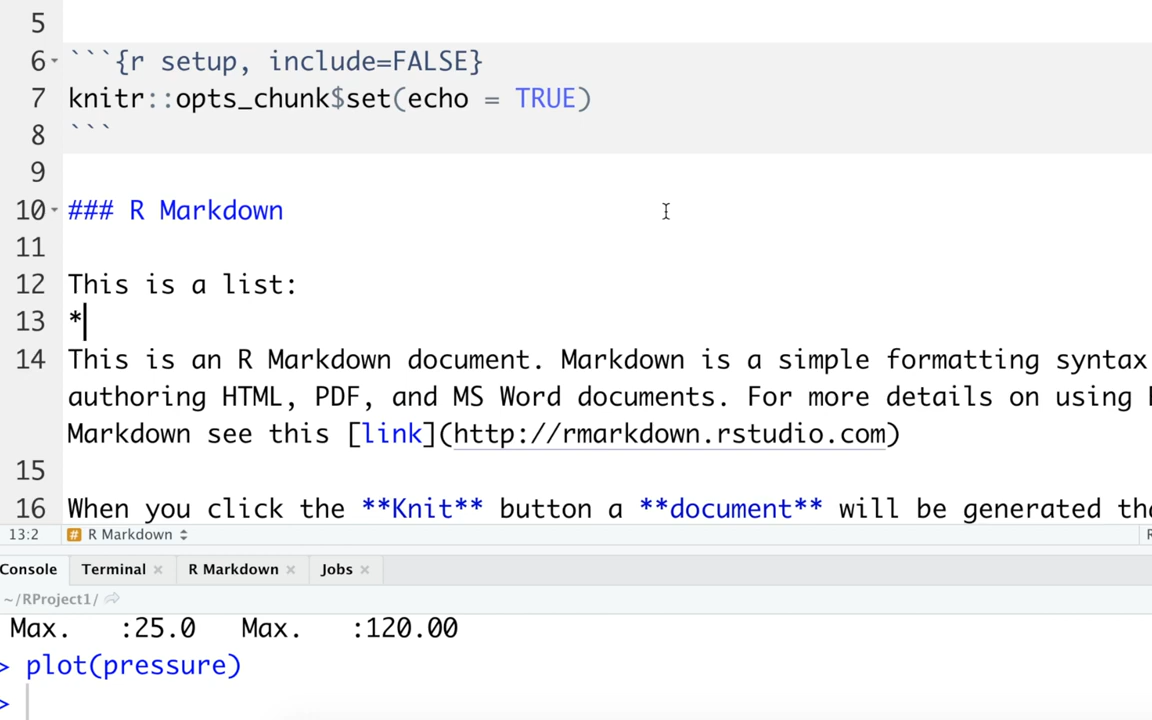 5
6 ```{r setup, include=FALSE}
7 knitr::opts_chunk$set(echo = TRUE)
8 ```
9
10 ### R Markdown
11
12 This is a list:
13 *
14 This is an R Markdown document. Markdown is a simple formatting syntax
authoring HTML, PDF, and MS Word documents. For more details on using
Markdown see this [link](http://rmarkdown.rstudio.com)
15
16 When you click the **Knit** button a **document** will be generated
13:2 # R Markdown
Console Terminal R Markdown Jobs
~/RProject1/
Max. :25.0 Max. :120.00
> plot(pressure)
>